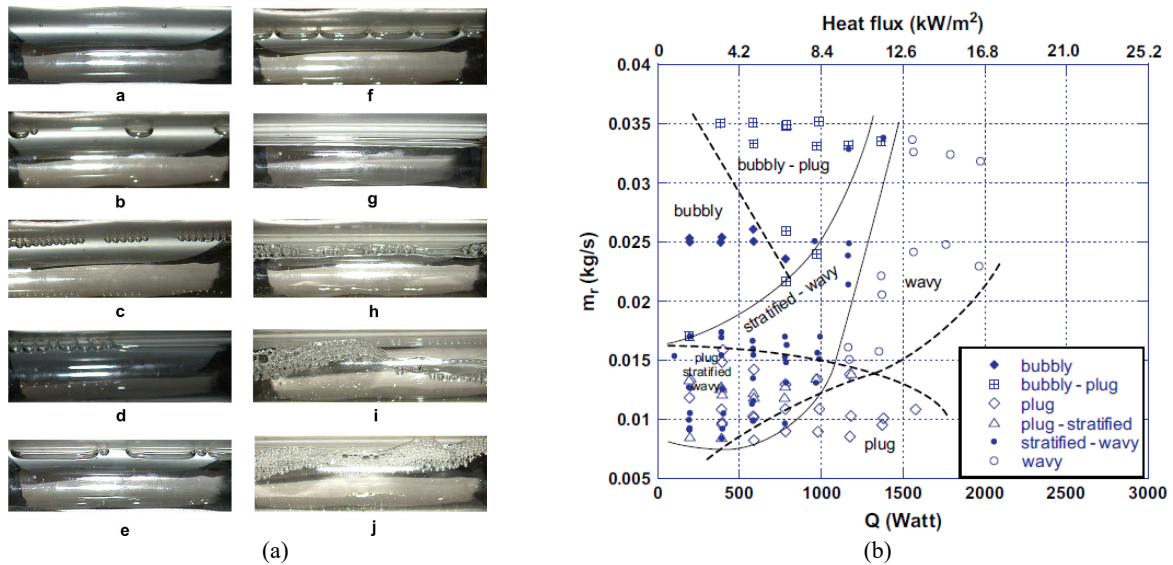 a
f
b
g
c
h
d
i
e
j
(a)
Heat flux (kW/m²)
0 4.2 8.4 12.6 16.8 21.0 25.2
0.04
0.035
0.03
0.025
0.02
0.015
0.01
0.005
mᵣ (kg/s)
bubbly - plug
bubbly
stratified - wavy
wavy
plug
stratified
wavy
plug
bubbly
bubbly - plug
plug
plug - stratified
stratified - wavy
wavy
0 500 1000 1500 2000 2500 3000
Q (Watt)
(b)